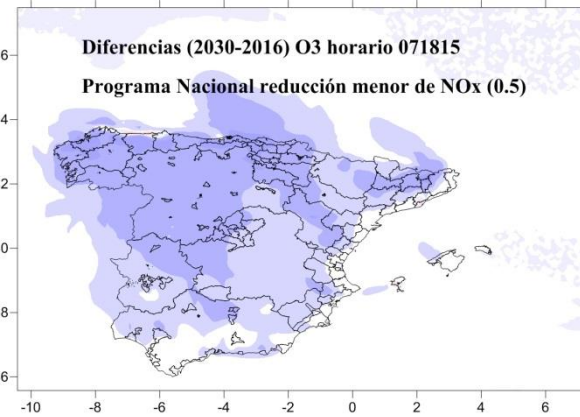 Diferencias (2030-2016) O3 horario 071815
Programa Nacional reducción menor de NOx (0.5)
6
4
2
0
8
6
-10 -8 -6 -4 -2 0 2 4 6